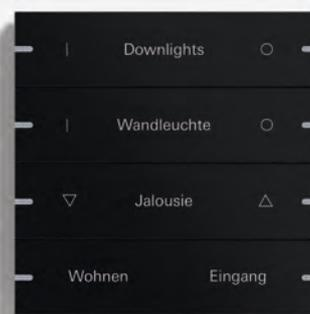 | Downlights ○
| Wandleuchte ○
▽ Jalousie △
Wohnen Eingang